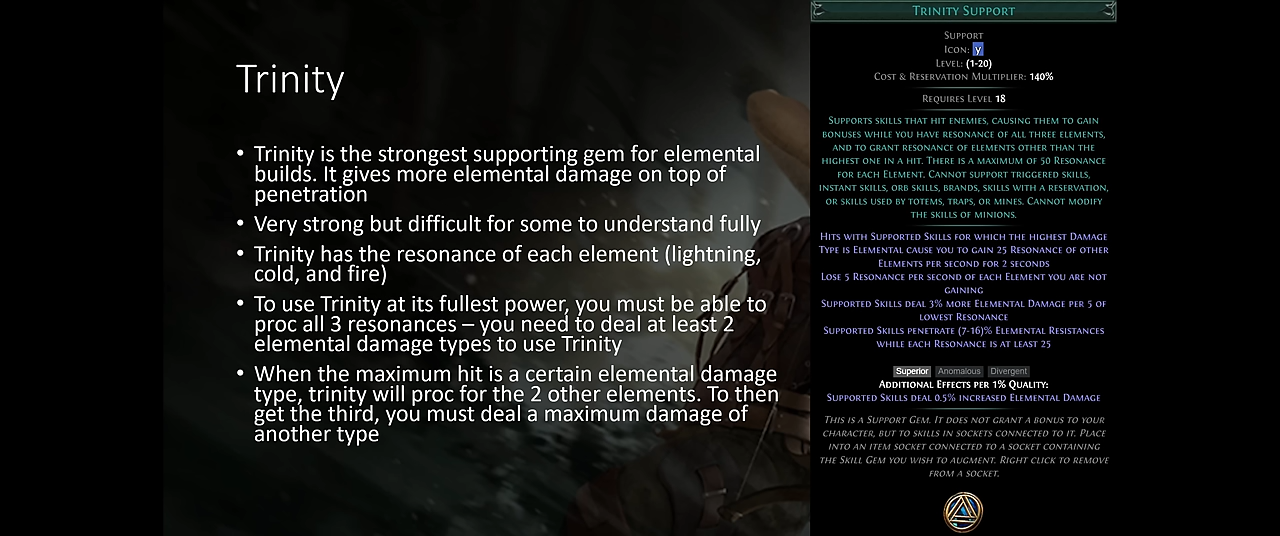 Trinity
• Trinity is the strongest supporting gem for elemental
builds. It gives more elemental damage on top of
penetration
• Very strong but difficult for some to understand fully
• Trinity has the resonance of each element (lightning,
cold, and fire)
• To use Trinity at its fullest power, you must be able to
proc all 3 resonances – you need to deal at least 2
elemental damage types to use Trinity
• When the maximum hit is a certain elemental damage
type, trinity will proc for the 2 other elements. To then
get the third, you must deal a maximum damage of
another type
Trinity Support
Support
Icon: y
Level: (1-20)
Cost & Reservation Multiplier: 140%
Requires Level 18
Supports skills that hit enemies, causing them to gain
bonuses while you have resonance of all three elements,
and to grant resonance of elements other than the
highest one in a hit. There is a maximum of 50 Resonance
for each Element. Cannot support triggered skills,
instant skills, orb skills, brands, skills with a reservation,
or skills used by totems, traps, or mines. Cannot modify
the skills of minions.
Hits with Supported Skills for which the highest Damage
Type is Elemental cause you to gain 25 Resonance of other
Elements per second for 2 seconds
Lose 5 Resonance per second of each Element you are not
gaining
Supported Skills deal 3% more Elemental Damage per 5 of
lowest Resonance
Supported Skills penetrate (7-16)% Elemental Resistances
while each Resonance is at least 25
Superior Anomalous Divergent
Additional Effects per 1% Quality:
Supported Skills deal 0.5% increased Elemental Damage
This is a Support Gem. It does not grant a bonus to your
character, but to skills in sockets connected to it. Place
into an item socket connected to a socket containing
the Skill Gem you wish to augment. Right click to remove
from a socket.